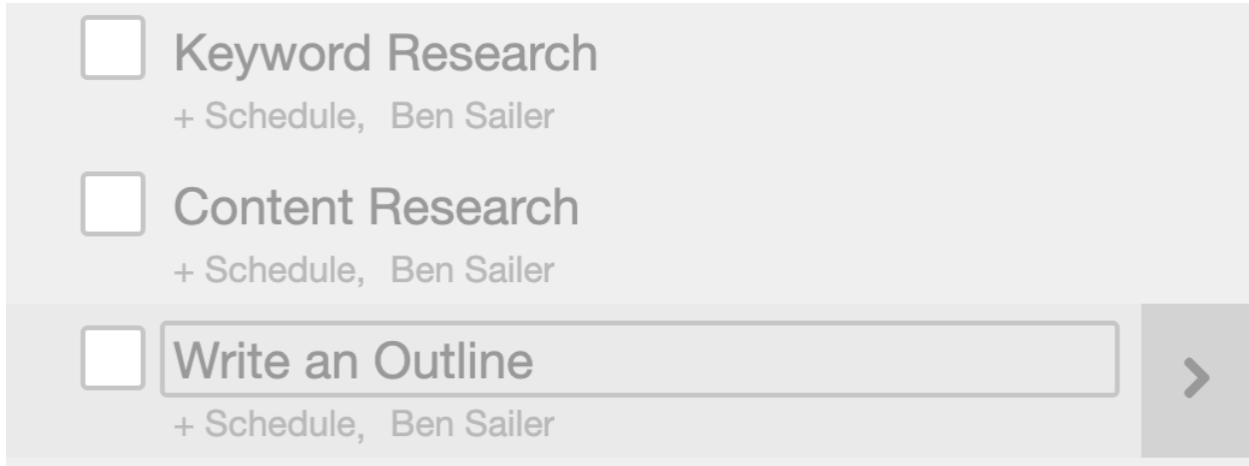 Keyword Research
+ Schedule, Ben Sailer
Content Research
+ Schedule, Ben Sailer
Write an Outline
+ Schedule, Ben Sailer